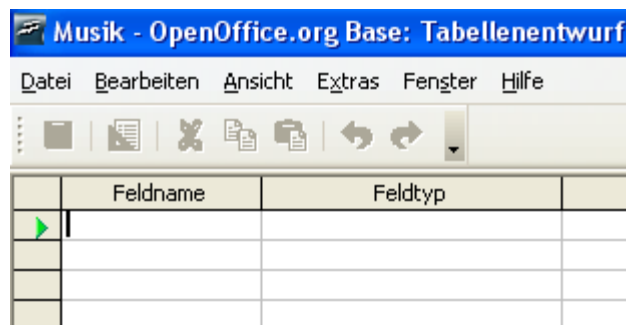 Musik - OpenOffice.org Base: Tabellenentwurf
Datei Bearbeiten Ansicht Extras Fenster Hilfe
Feldname Feldtyp